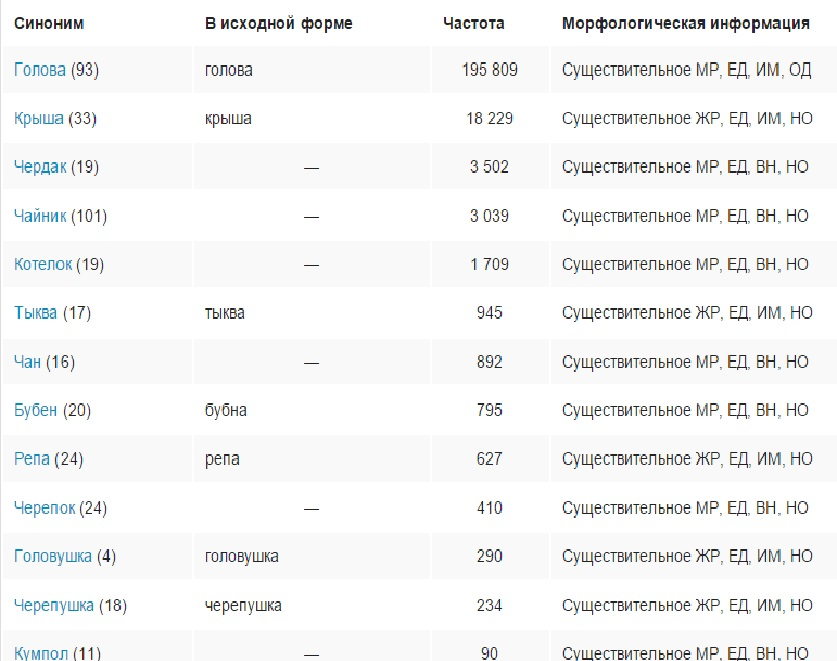 Синоним В исходной форме Частота Морфологическая информация
Голова (93) голова 195 809 Существительное МР, ЕД, ИМ, ОД
Крыша (33) крыша 18 229 Существительное ЖР, ЕД, ИМ, НО
Чердак (19) — 3 502 Существительное МР, ЕД, ВН, НО
Чайник (101) — 3 039 Существительное МР, ЕД, ВН, НО
Котелок (19) — 1 709 Существительное МР, ЕД, ВН, НО
Тыква (17) тыква 945 Существительное ЖР, ЕД, ИМ, НО
Чан (16) — 892 Существительное МР, ЕД, ВН, НО
Бубен (20) бубна 795 Существительное МР, ЕД, ВН, НО
Репа (24) репа 627 Существительное ЖР, ЕД, ИМ, НО
Черепок (24) — 410 Существительное МР, ЕД, ВН, НО
Головушка (4) головушка 290 Существительное ЖР, ЕД, ИМ, НО
Черепушка (18) черепушка 234 Существительное ЖР, ЕД, ИМ, НО
Кумпол (11) — 90 Существительное МР, ЕД, ВН, НО